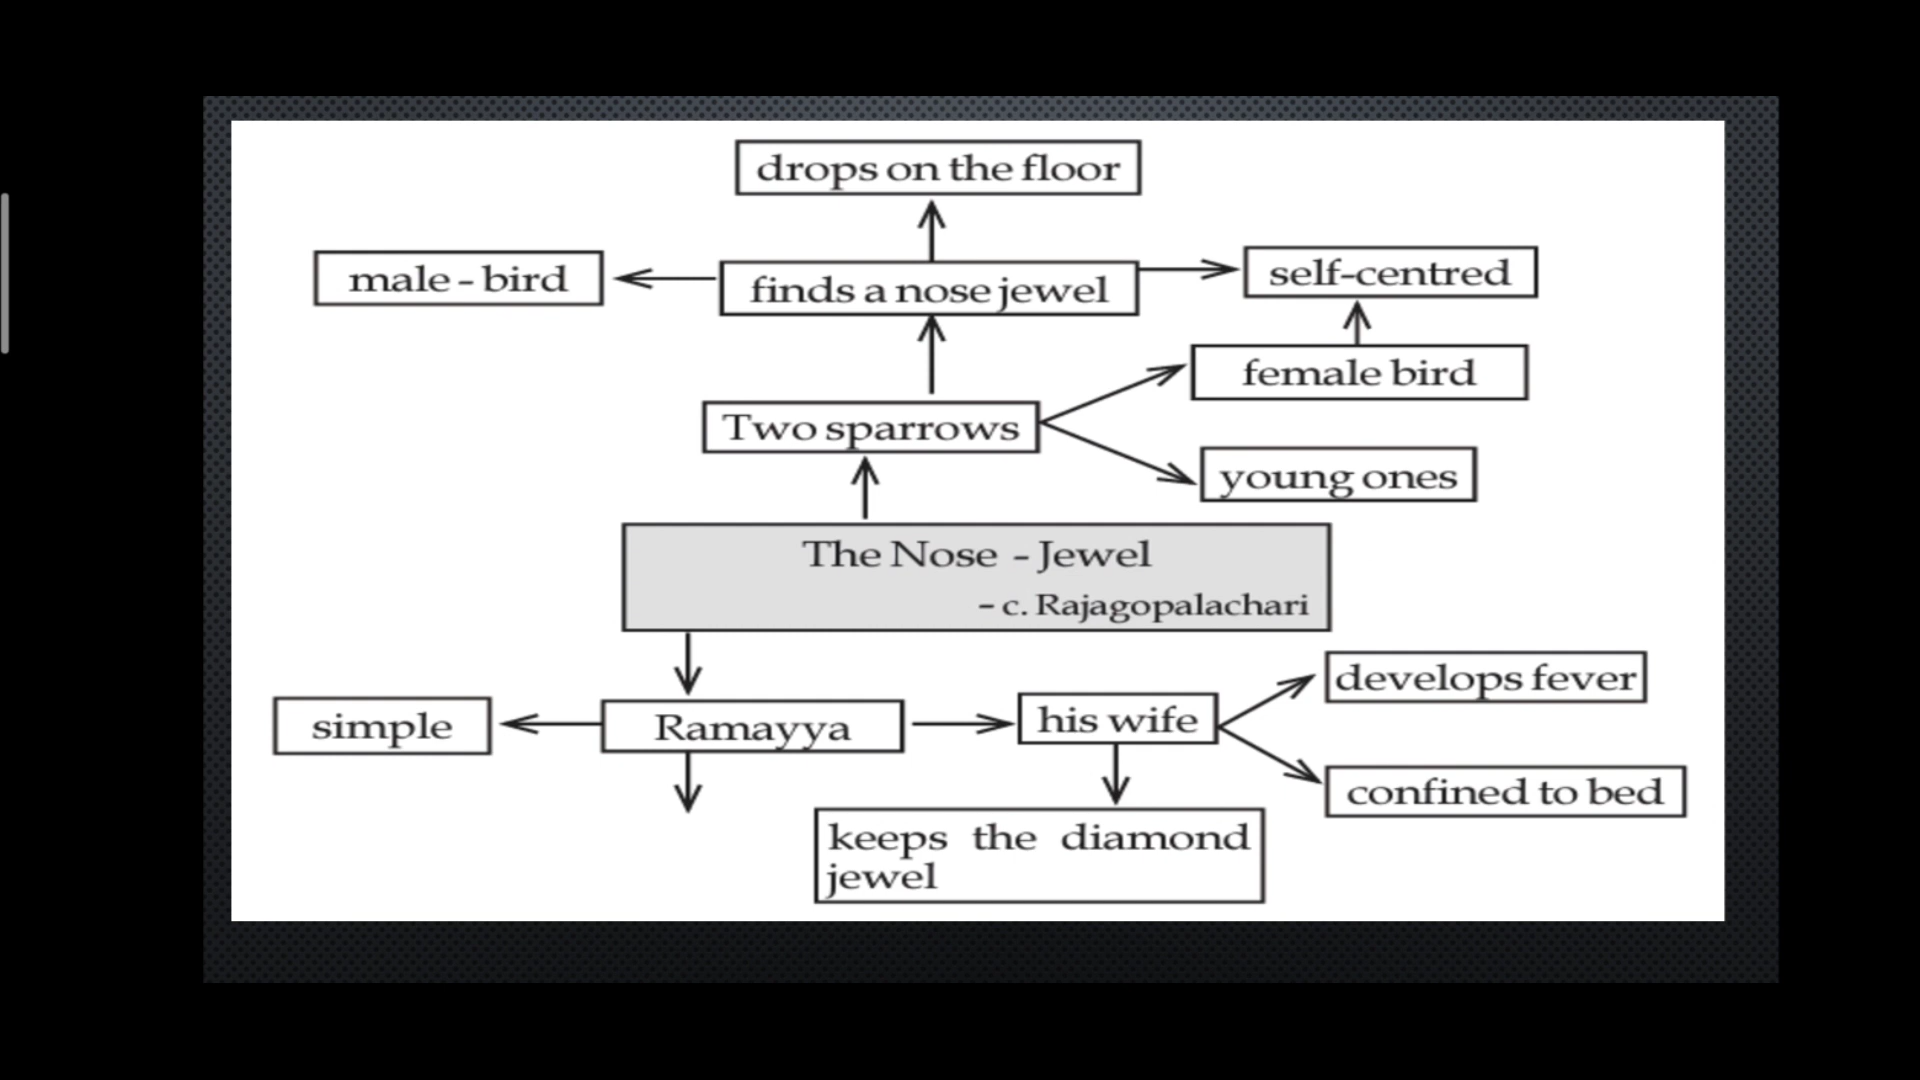 drops on the floor
male - bird
finds a nose jewel
self-centred
female bird
Two sparrows
young ones
The Nose - Jewel
- c. Rajagopalachari
develops fever
simple
Ramayya
his wife
confined to bed
keeps the diamond
jewel